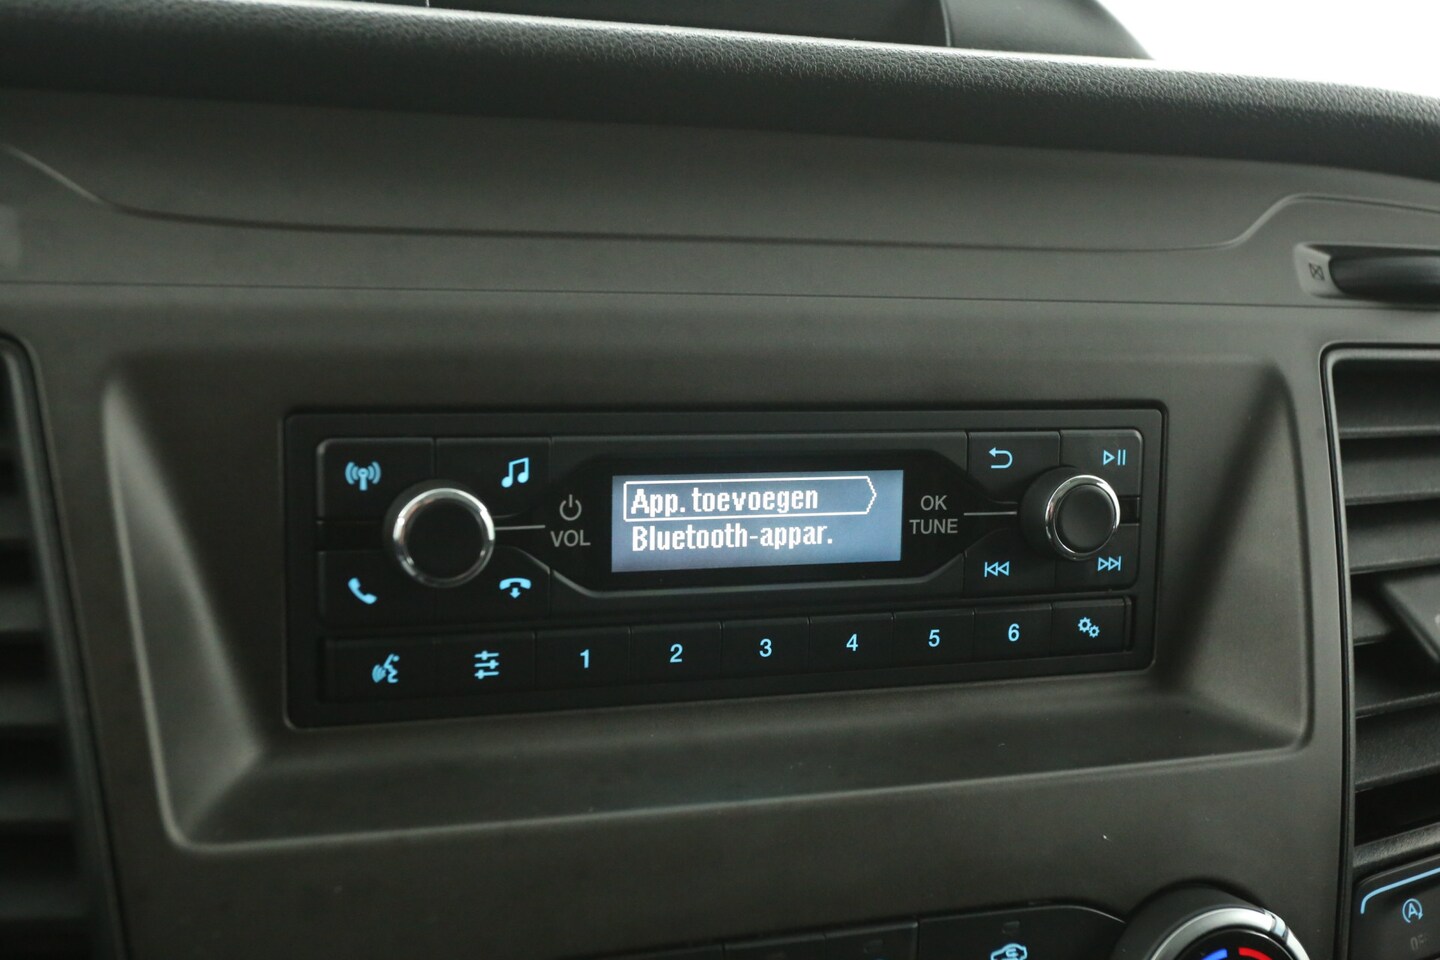 VOL
App. toevoegen
Bluetooth-appar.
OK
TUNE
1 2 3 4 5 6
A